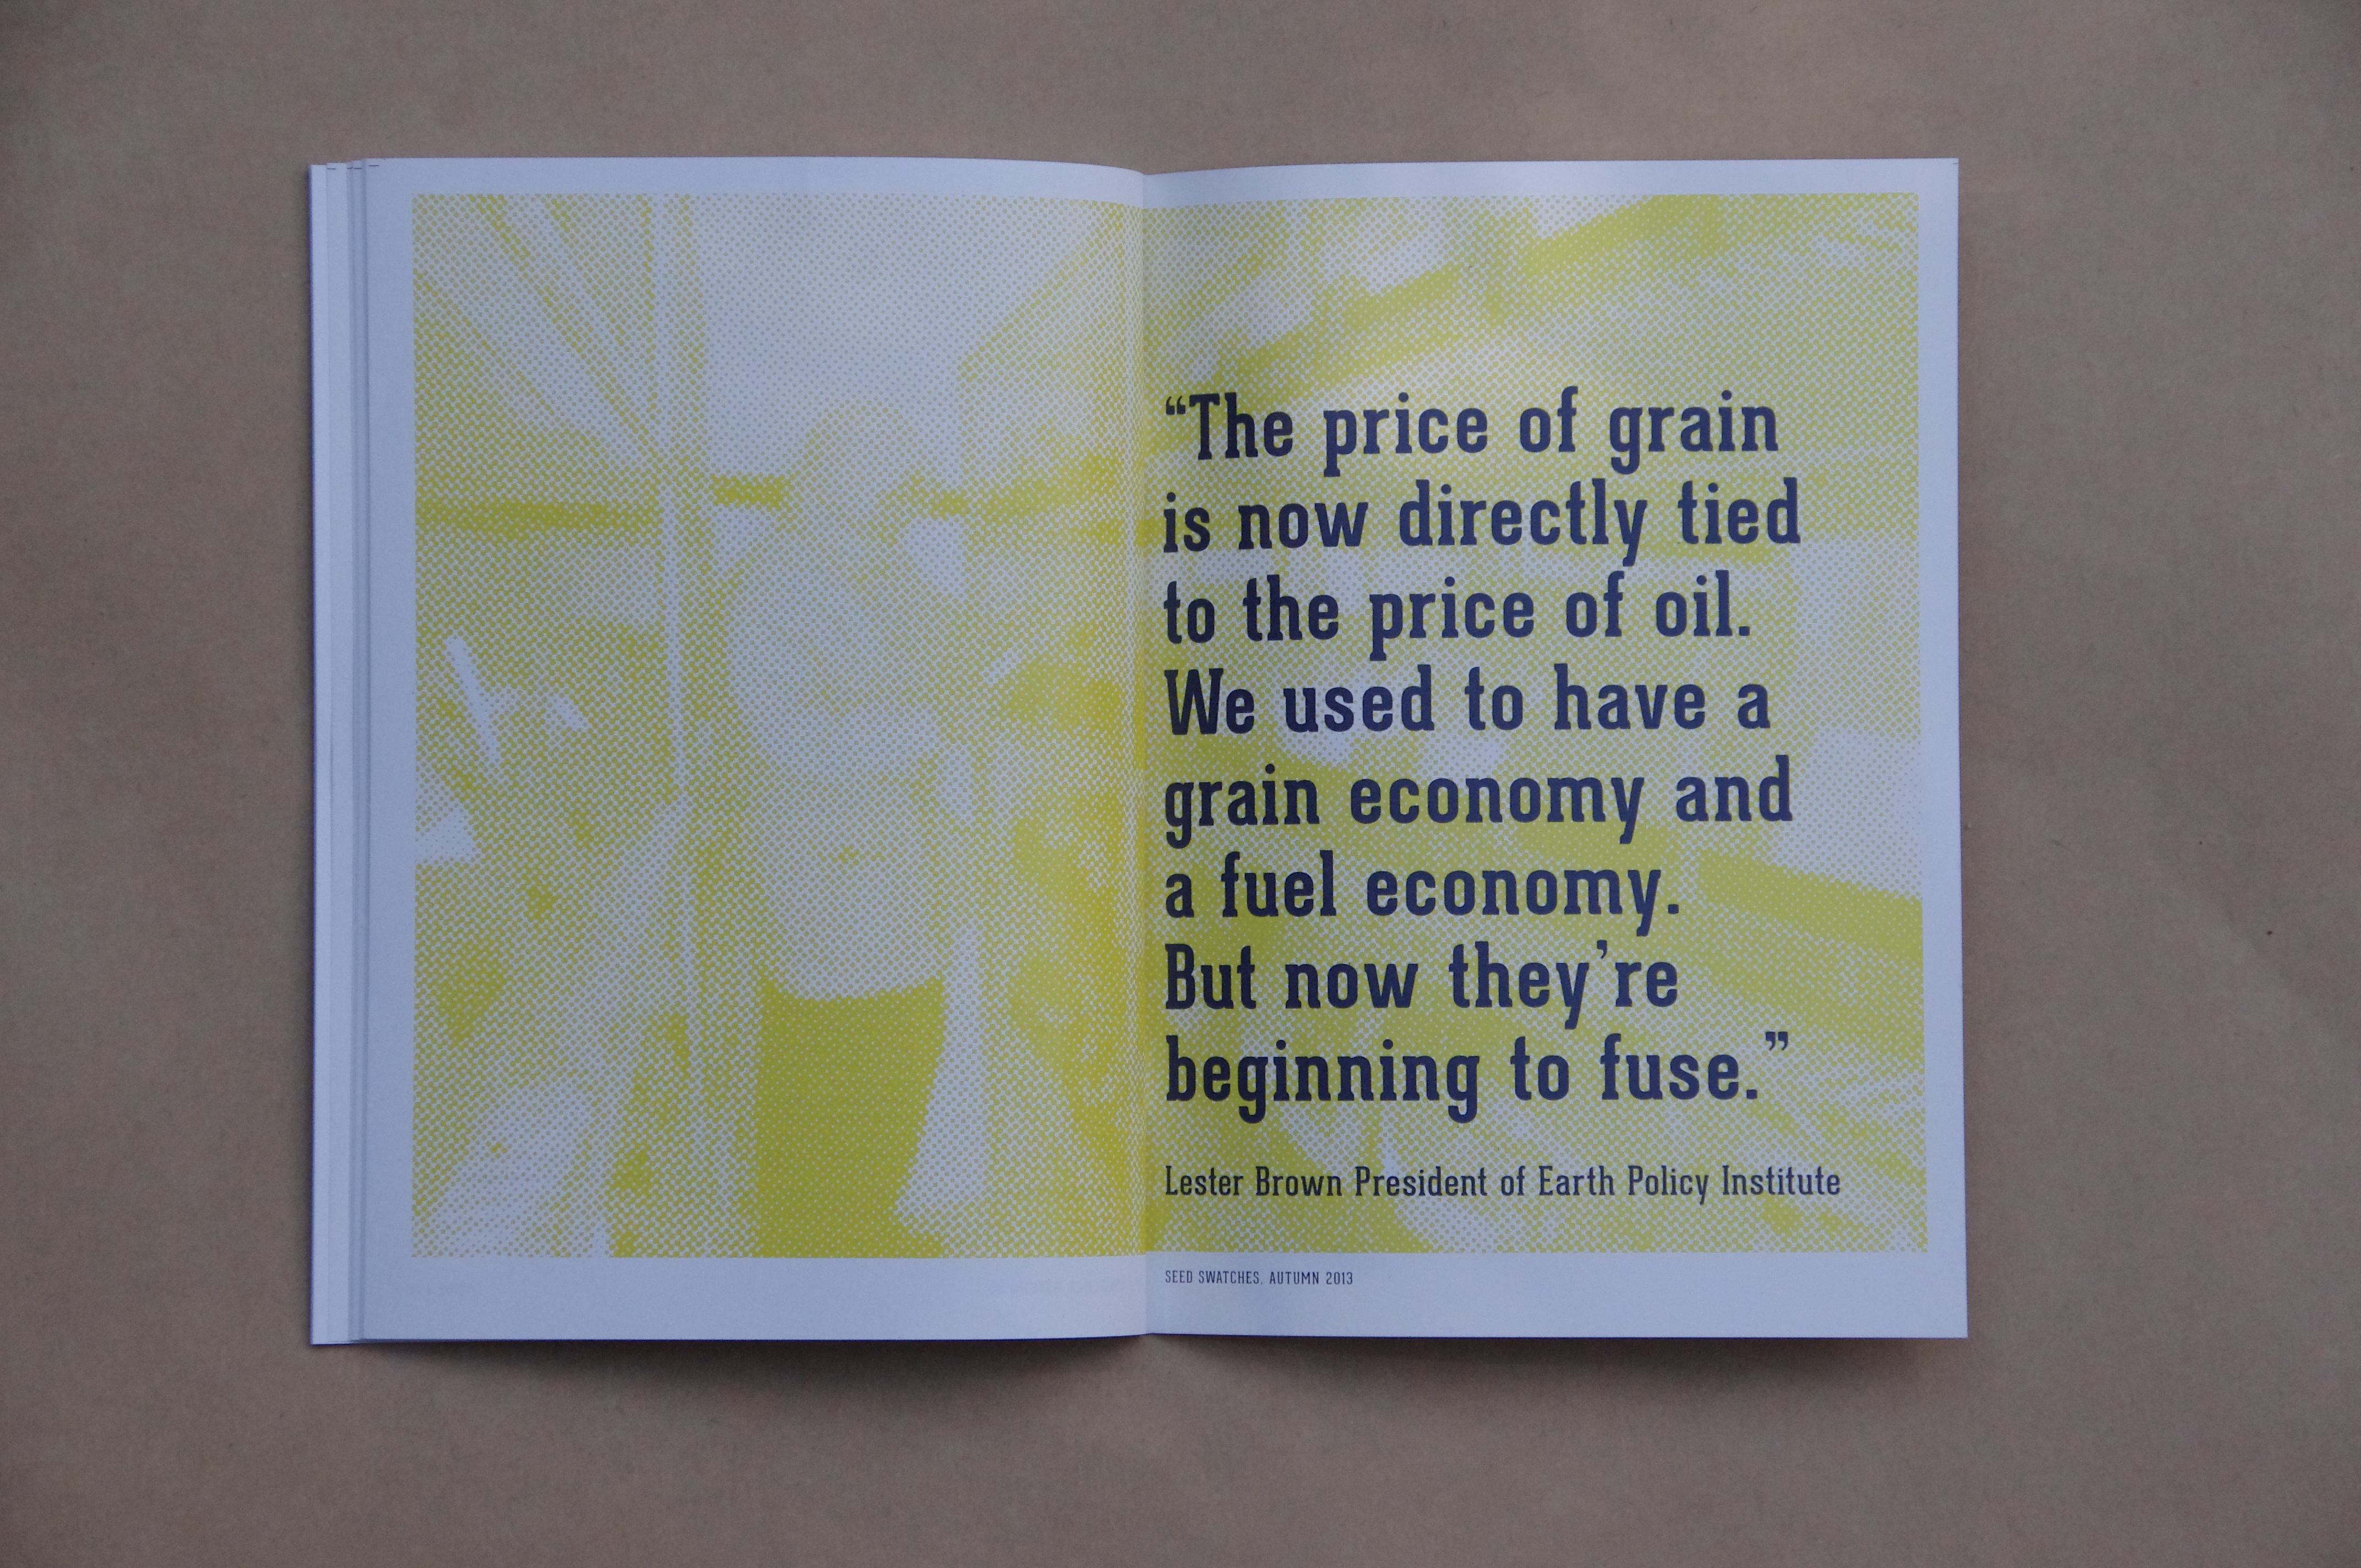 “The price of grain
is now directly tied
to the price of oil.
We used to have a
grain economy and
a fuel economy.
But now they’re
beginning to fuse.”
Lester Brown President of Earth Policy Institute
SEED SWATCHES, AUTUMN 2013